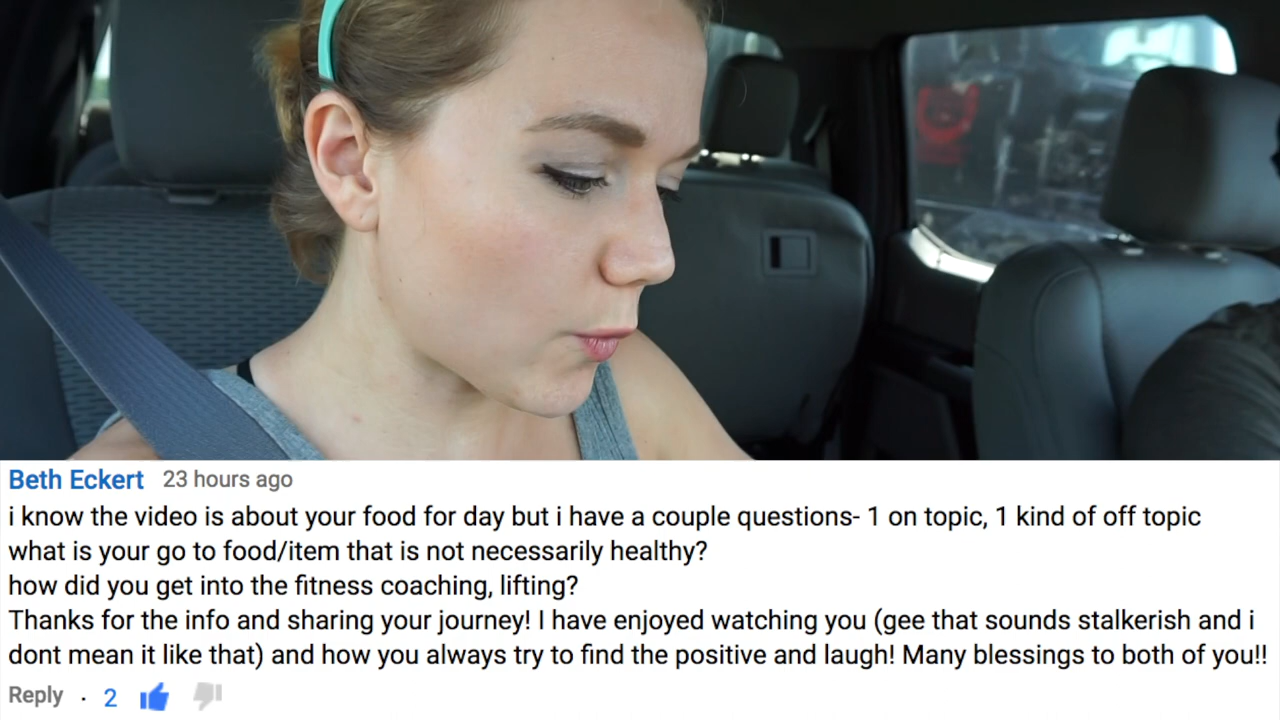 Beth Eckert 23 hours ago
i know the video is about your food for day but i have a couple questions- 1 on topic, 1 kind of off topic
what is your go to food/item that is not necessarily healthy?
how did you get into the fitness coaching, lifting?
Thanks for the info and sharing your journey! I have enjoyed watching you (gee that sounds stalkerish and i
dont mean it like that) and how you always try to find the positive and laugh! Many blessings to both of you!!
Reply · 2